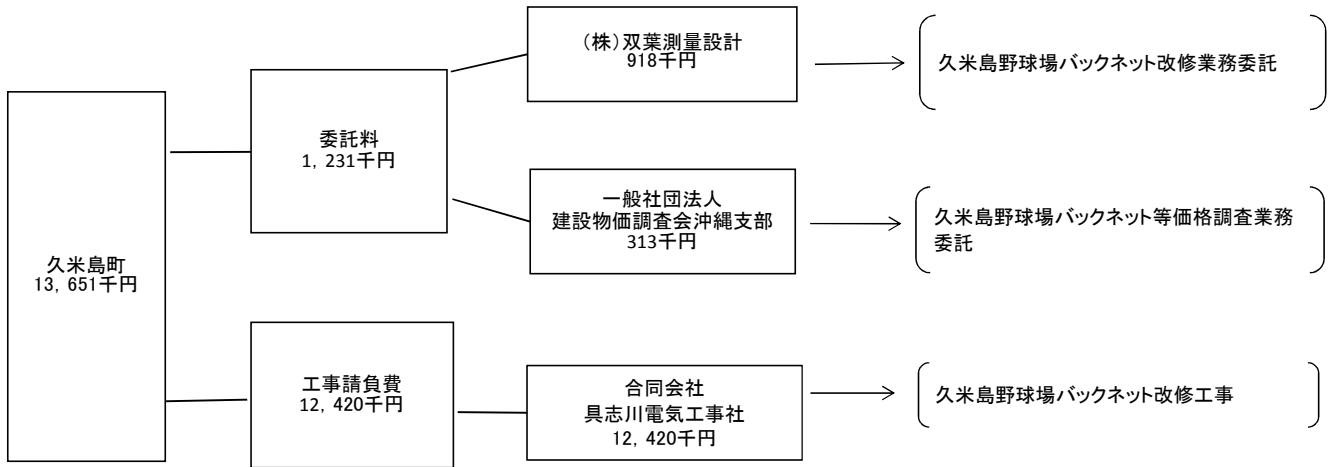 久米島町
13,651千円
委託料
1,231千円
(株)双葉測量設計
918千円
久米島野球場バックネット改修業務委託
一般社団法人
建設物価調査会沖縄支部
313千円
久米島野球場バックネット等価格調査業務
委託
工事請負費
12,420千円
合同会社
具志川電気工事社
12,420千円
久米島野球場バックネット改修工事